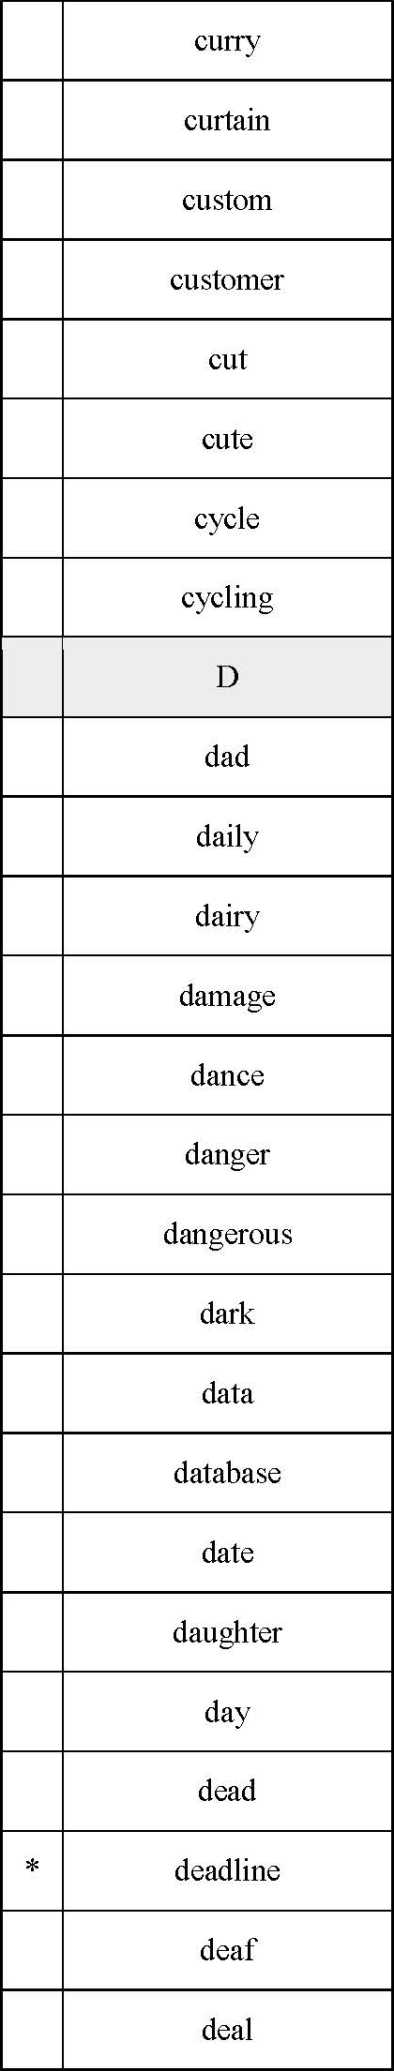 curry
curtain
custom
customer
cut
cute
cycle
cycling
D
dad
daily
dairy
damage
dance
danger
dangerous
dark
data
database
date
daughter
day
dead
* deadline
deaf
deal